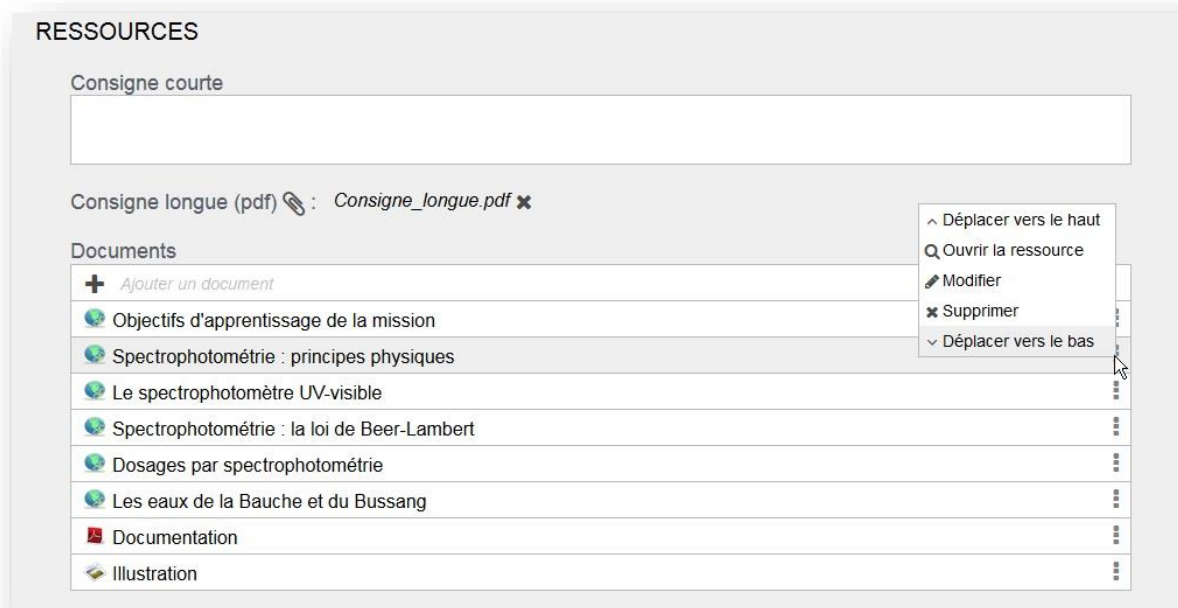 RESSOURCES
Consigne courte
Consigne longue (pdf) : Consigne_longue.pdf
Déplacer vers le haut
Ouvrir la ressource
Modifier
Supprimer
Déplacer vers le bas
Documents
Ajouter un document
Objectifs d'apprentissage de la mission
Spectrophotométrie : principes physiques
Le spectrophotomètre UV-visible
Spectrophotométrie : la loi de Beer-Lambert
Dosages par spectrophotométrie
Les eaux de la Bauche et du Bussang
Documentation
Illustration